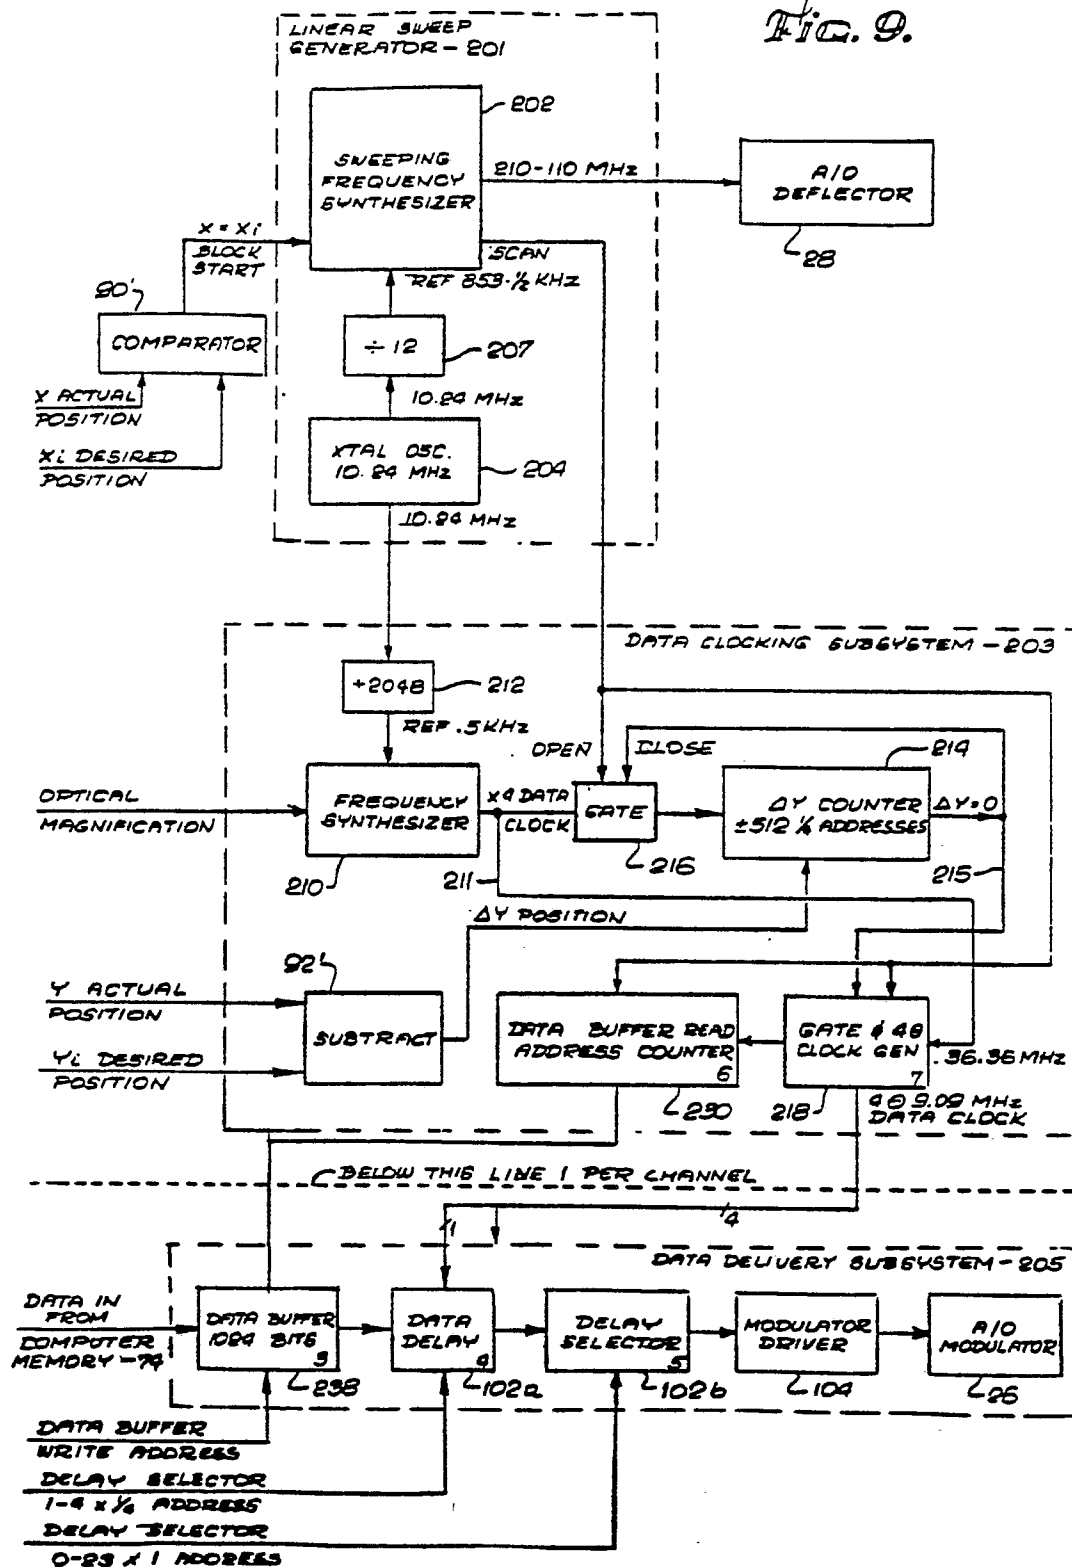 Fig. 9.
LINEAR SWEEP
GENERATOR - 201
202
SWEEPING
FREQUENCY
SYNTHESIZER
210-110 MHz
A/O
DEFLECTOR
28
X = Xi
BLOCK
START
SCAN
REF 853-1/2 KHz
90'
COMPARATOR
÷ 12
207
X ACTUAL
POSITION
10.24 MHz
Xi DESIRED
POSITION
XTAL OSC.
10.24 MHz
204
10.24 MHz
DATA CLOCKING SUBSYSTEM - 203
÷2048
212
REF .5 KHz
OPEN
CLOSE
214
OPTICAL
MAGNIFICATION
FREQUENCY
SYNTHESIZER
X4 DATA
CLOCK
GATE
ΔY COUNTER
±512 1/4 ADDRESSES
ΔY=0
210
211
216
215
ΔY POSITION
92'
Y ACTUAL
POSITION
SUBTRACT
Yi DESIRED
POSITION
DATA BUFFER READ
ADDRESS COUNTER
6
GATE & 4θ
CLOCK GEN
7
36.36 MHz
230
218
4 θ 9.09 MHz
DATA CLOCK
BELOW THIS LINE 1 PER CHANNEL
1
4
DATA DELIVERY SUBSYSTEM - 205
DATA IN
FROM
COMPUTER
MEMORY - 74
DATA BUFFER
1024 BITS
3
DATA
DELAY
4
DELAY
SELECTOR
5
MODULATOR
DRIVER
A/O
MODULATOR
238
102a
102b
104
26
DATA BUFFER
WRITE ADDRESS
DELAY SELECTOR
1-4 x 1/4 ADDRESS
DELAY SELECTOR
0-23 x 1 ADDRESS